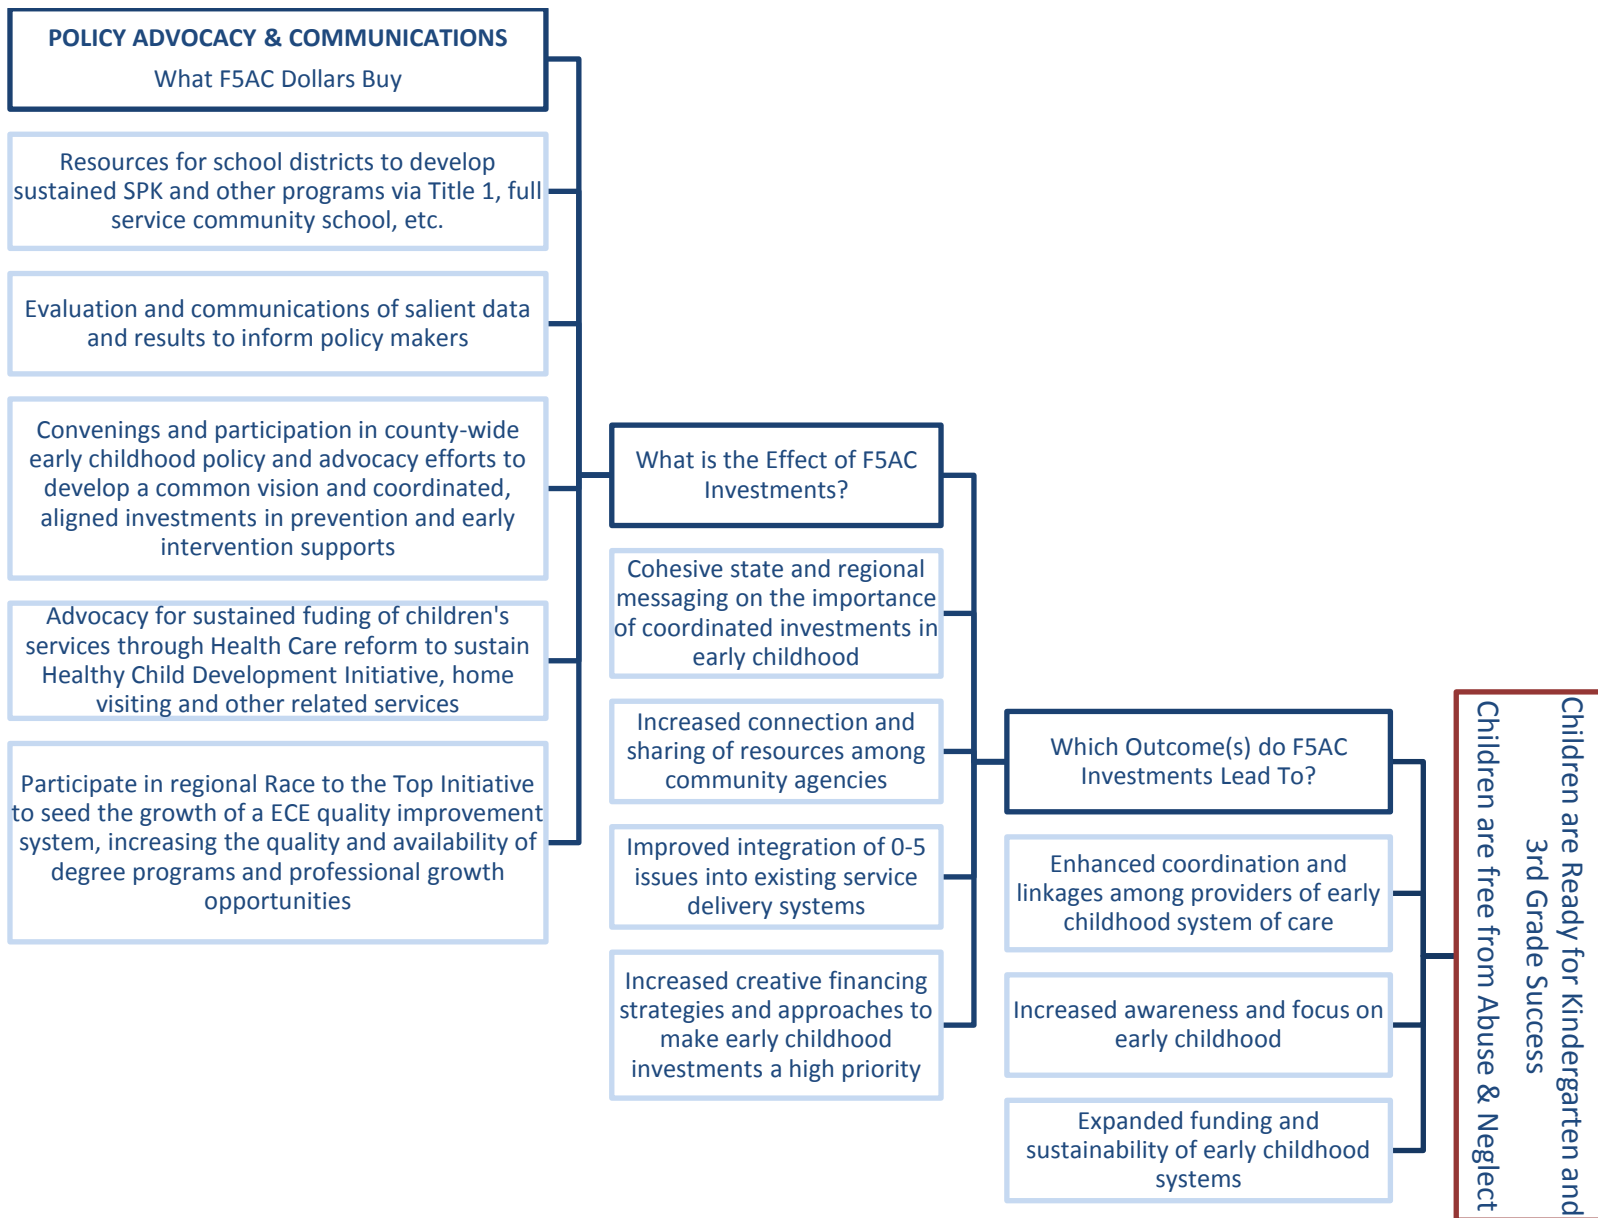 POLICY ADVOCACY & COMMUNICATIONS
What F5AC Dollars Buy
Resources for school districts to develop
sustained SPK and other programs via Title 1, full
service community school, etc.
Evaluation and communications of salient data
and results to inform policy makers
Convenings and participation in county-wide
early childhood policy and advocacy efforts to
develop a common vision and coordinated,
aligned investments in prevention and early
intervention supports
Advocacy for sustained fuding of children's
services through Health Care reform to sustain
Healthy Child Development Initiative, home
visiting and other related services
Participate in regional Race to the Top Initiative
to seed the growth of a ECE quality improvement
system, increasing the quality and availability of
degree programs and professional growth
opportunities
What is the Effect of F5AC
Investments?
Cohesive state and regional
messaging on the importance
of coordinated investments in
early childhood
Increased connection and
sharing of resources among
community agencies
Improved integration of 0-5
issues into existing service
delivery systems
Increased creative financing
strategies and approaches to
make early childhood
investments a high priority
Which Outcome(s) do F5AC
Investments Lead To?
Enhanced coordination and
linkages among providers of early
childhood system of care
Increased awareness and focus on
early childhood
Expanded funding and
sustainability of early childhood
systems
Children are Ready for Kindergarten and
3rd Grade Success
Children are free from Abuse & Neglect